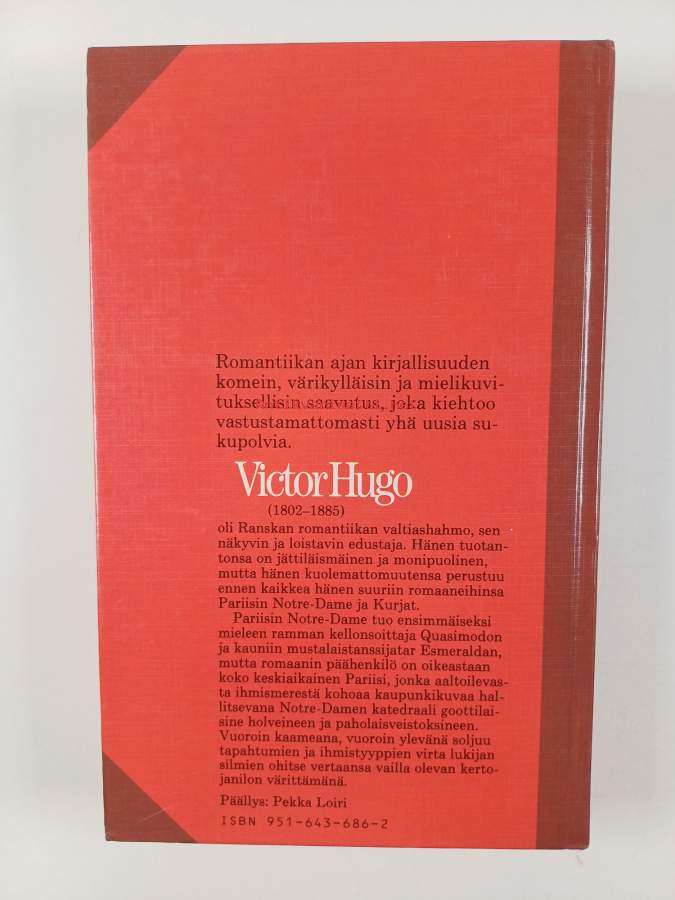 Romantiikan ajan kirjallisuuden
komein, värikylläisin ja mielikuvi-
tuksellisin saavutus, joka kiehtoo
vastustamattomasti yhä uusia su-
kupolvia.
Victor Hugo
(1802–1885)
oli Ranskan romantiikan valtiashahmo, sen
näkyvin ja loistavin edustaja. Hänen tuotan-
tonsa on jättiläismäinen ja monipuolinen,
mutta hänen kuolemattomuutensa perustuu
ennen kaikkea hänen suuriin romaaneihinsa
Pariisin Notre-Dame ja Kurjat.
Pariisin Notre-Dame tuo ensimmäiseksi
mieleen ramman kellonsoittaja Quasimodon
ja kauniin mustalaistanssijatar Esmeraldan,
mutta romaanin päähenkilö on oikeastaan
koko keskiaikainen Pariisi, jonka aaltoilevas-
ta ihmismerestä kohoaa kaupunkikuvaa hal-
litsevana Notre-Damen katedraali goottilai-
sine holveineen ja paholaisveistoksineen.
Vuoroin kaameana, vuoroin ylevänä soljuu
tapahtumien ja ihmistyyppien virta lukijan
silmien ohitse vertaansa vailla olevan kerto-
janilon värittämänä.
Päällys: Pekka Loiri
ISBN 951-643-686-2